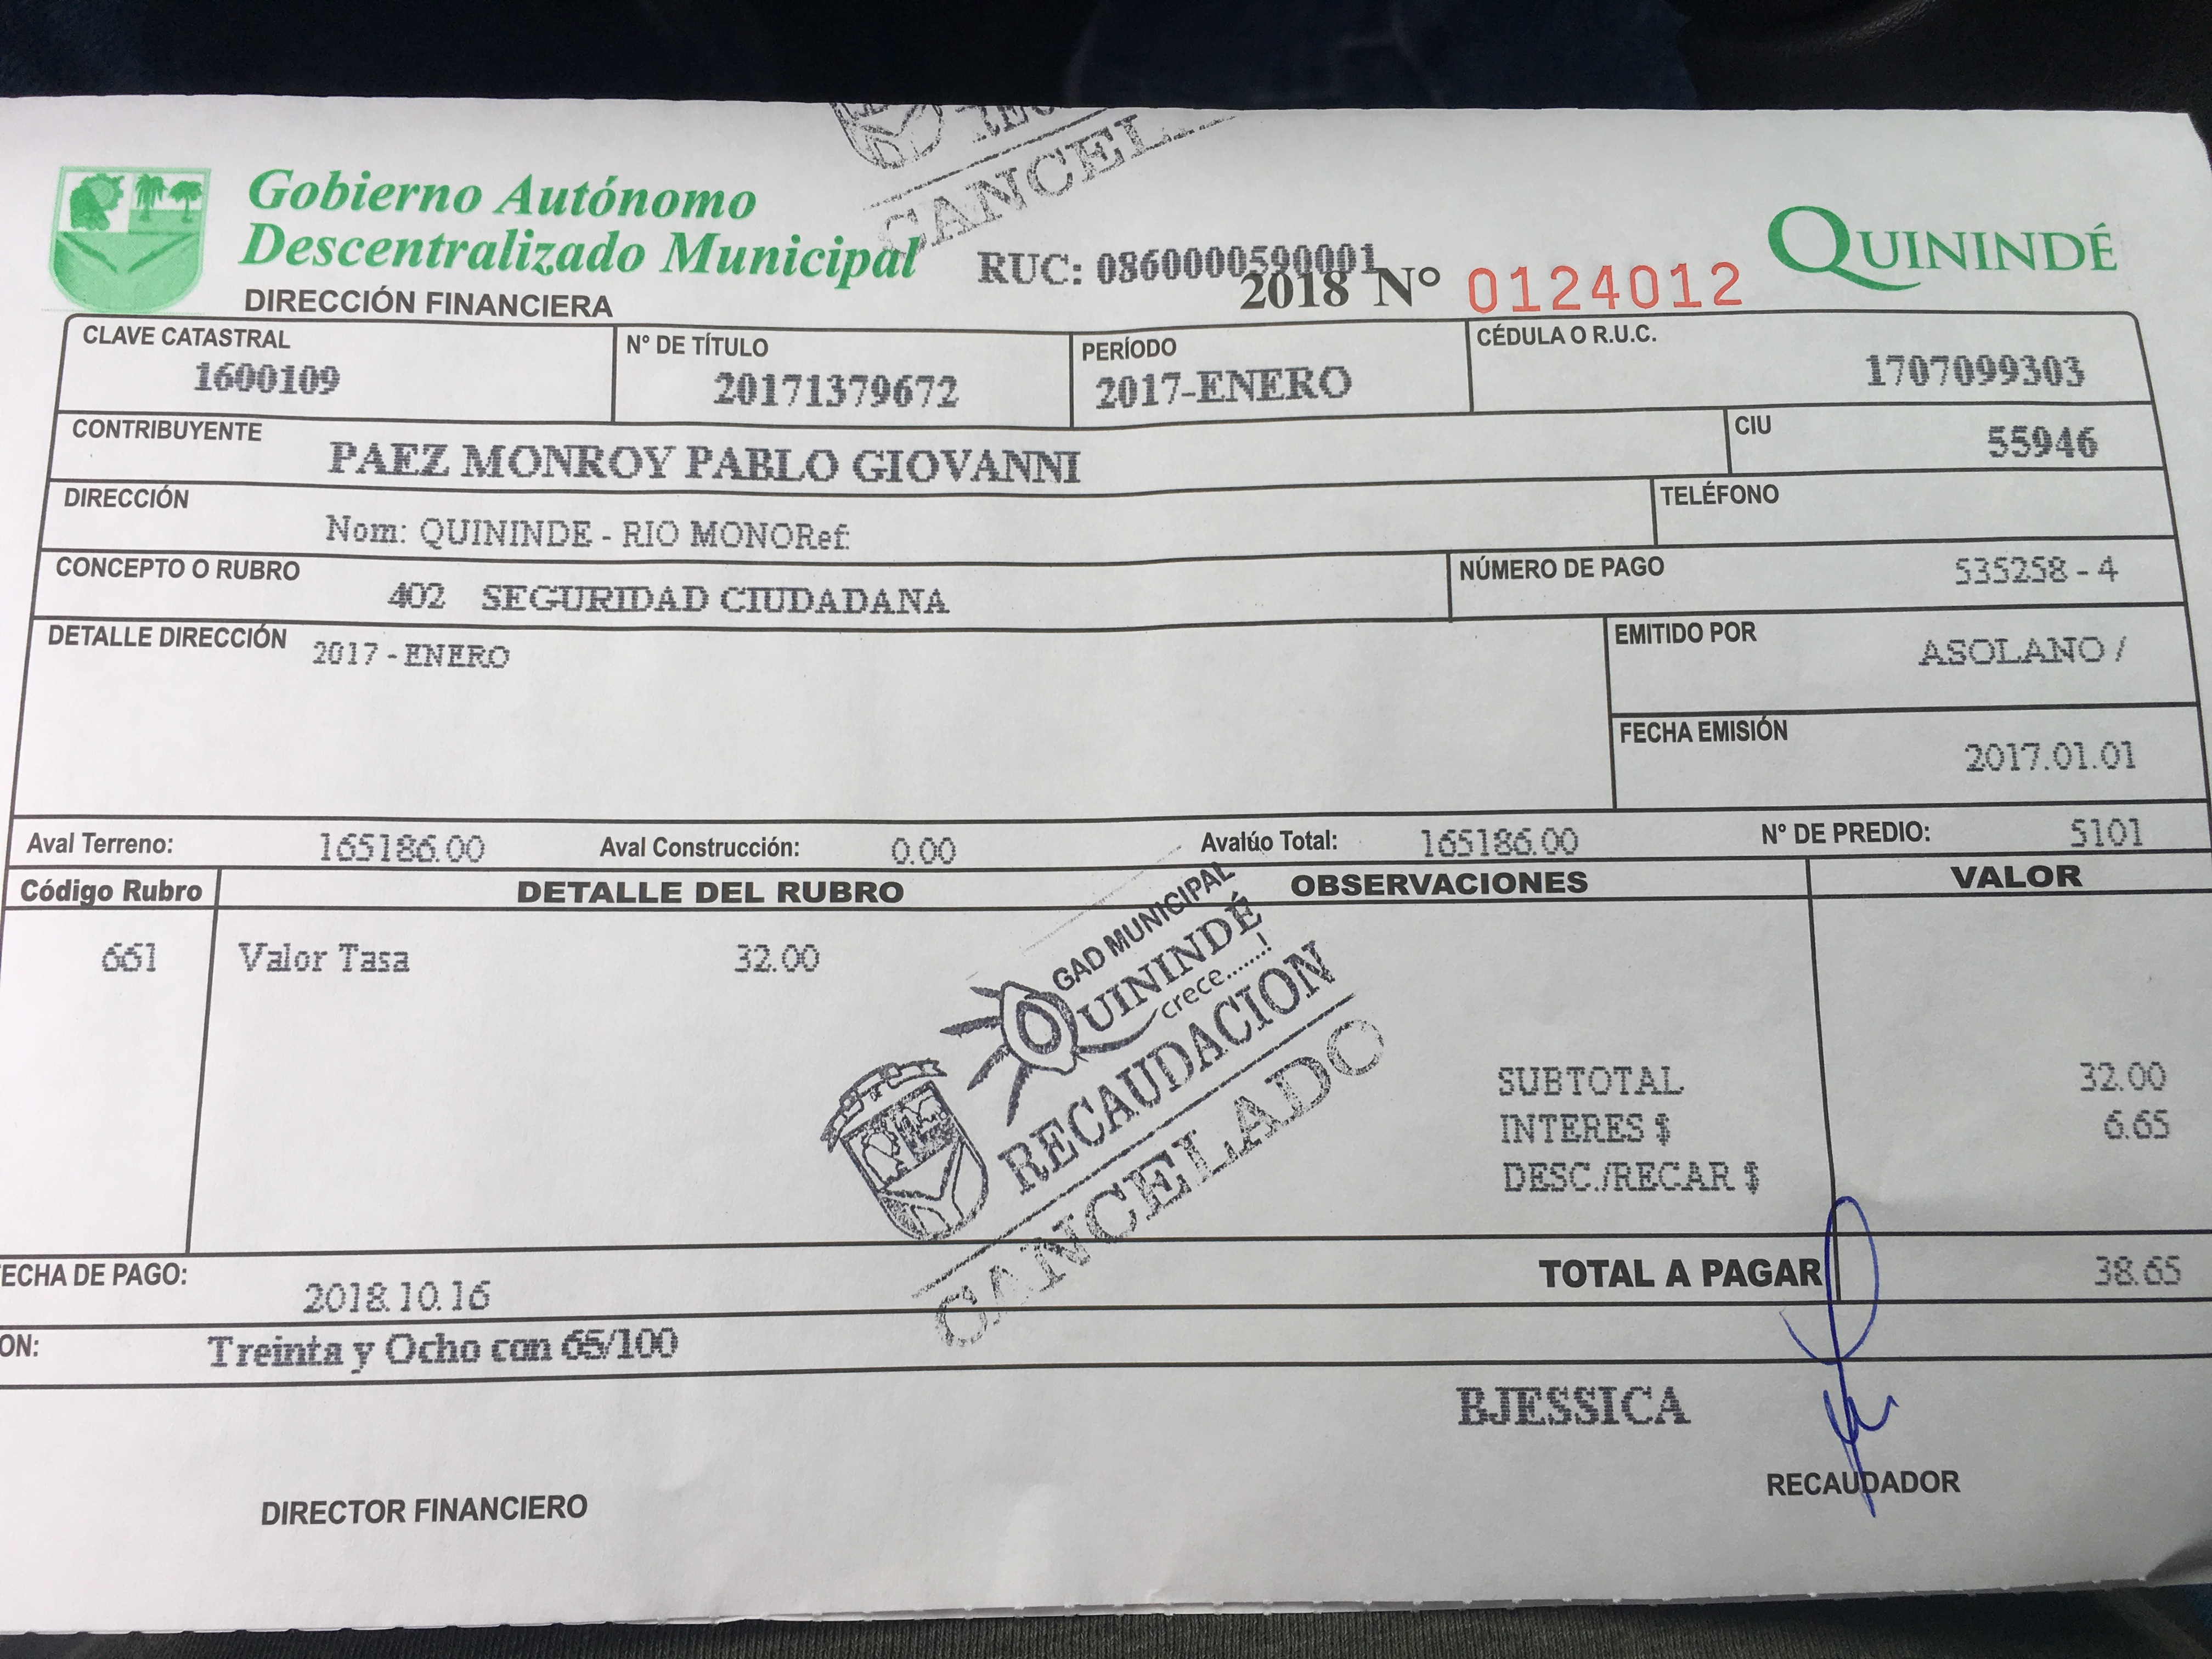 CANCEL
Gobierno Autónomo
Descentralizado Municipal
DIRECCIÓN FINANCIERA
RUC: 0860000590001
2018 N° 0124012
QUININDÉ
CLAVE CATASTRAL
1600109
N° DE TÍTULO
20171379672
PERÍODO
2017-ENERO
CÉDULA O R.U.C.
1707099303
CONTRIBUYENTE
PAEZ MONROY PABLO GIOVANNI
CIU
55946
DIRECCIÓN
Nom: QUININDE - RIO MONORef:
TELÉFONO
CONCEPTO O RUBRO
402 SEGURIDAD CIUDADANA
NÚMERO DE PAGO
535258 - 4
DETALLE DIRECCIÓN
2017 - ENERO
EMITIDO POR
ASOLANO /
FECHA EMISIÓN
2017.01.01
Aval Terreno: 165186.00 Aval Construcción: 0.00 Avalúo Total: 165186.00 N° DE PREDIO: 5101
Código Rubro DETALLE DEL RUBRO OBSERVACIONES VALOR
661 Valor Tasa 32.00
GAD MUNICIPAL
QUININDÉ
crece.......!
RECAUDACION
CANCELADO
SUBTOTAL 32.00
INTERES $ 6.65
DESC./RECAR $
FECHA DE PAGO: 2018.10.16
TOTAL A PAGAR 38.65
ON: Treinta y Ocho con 65/100
BJESSICA
DIRECTOR FINANCIERO
RECAUDADOR